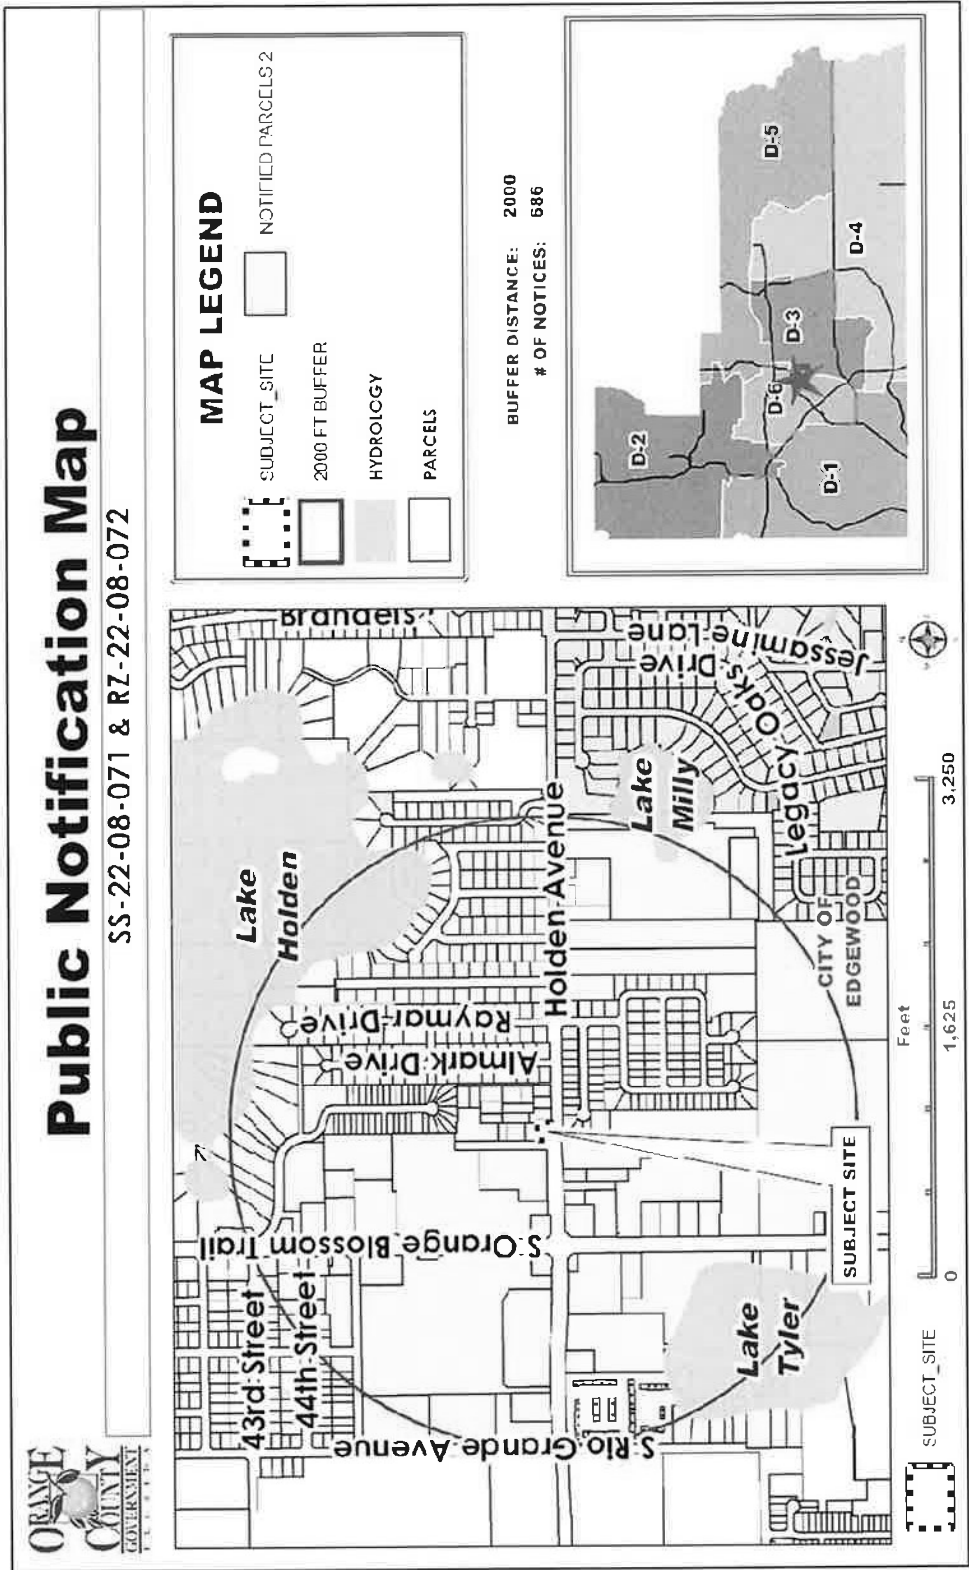 ORANGE
COUNTY
GOVERNMENT
Public Notification Map
SS-22-08-071 & RZ-22-08-072
Lake
Holden
Brandeis
43rd Street
44th Street
S Orange Blossom Trail
Almark Drive
Raymar Drive
S Rio Grande Avenue
Holden Avenue
Lake
Milly
Legacy Oaks Drive
Jessamine Lane
Lake
Tyler
CITY OF
EDGEWOOD
SUBJECT SITE
SUBJECT_SITE
Feet
0
1,625
3,250
MAP LEGEND
SUBJECT_SITE
NOTIFIED PARCELS 2
2000 FT BUFFER
HYDROLOGY
PARCELS
BUFFER DISTANCE: 2000
# OF NOTICES: 686
D-2
D-5
D-6
D-3
D-1
D-4